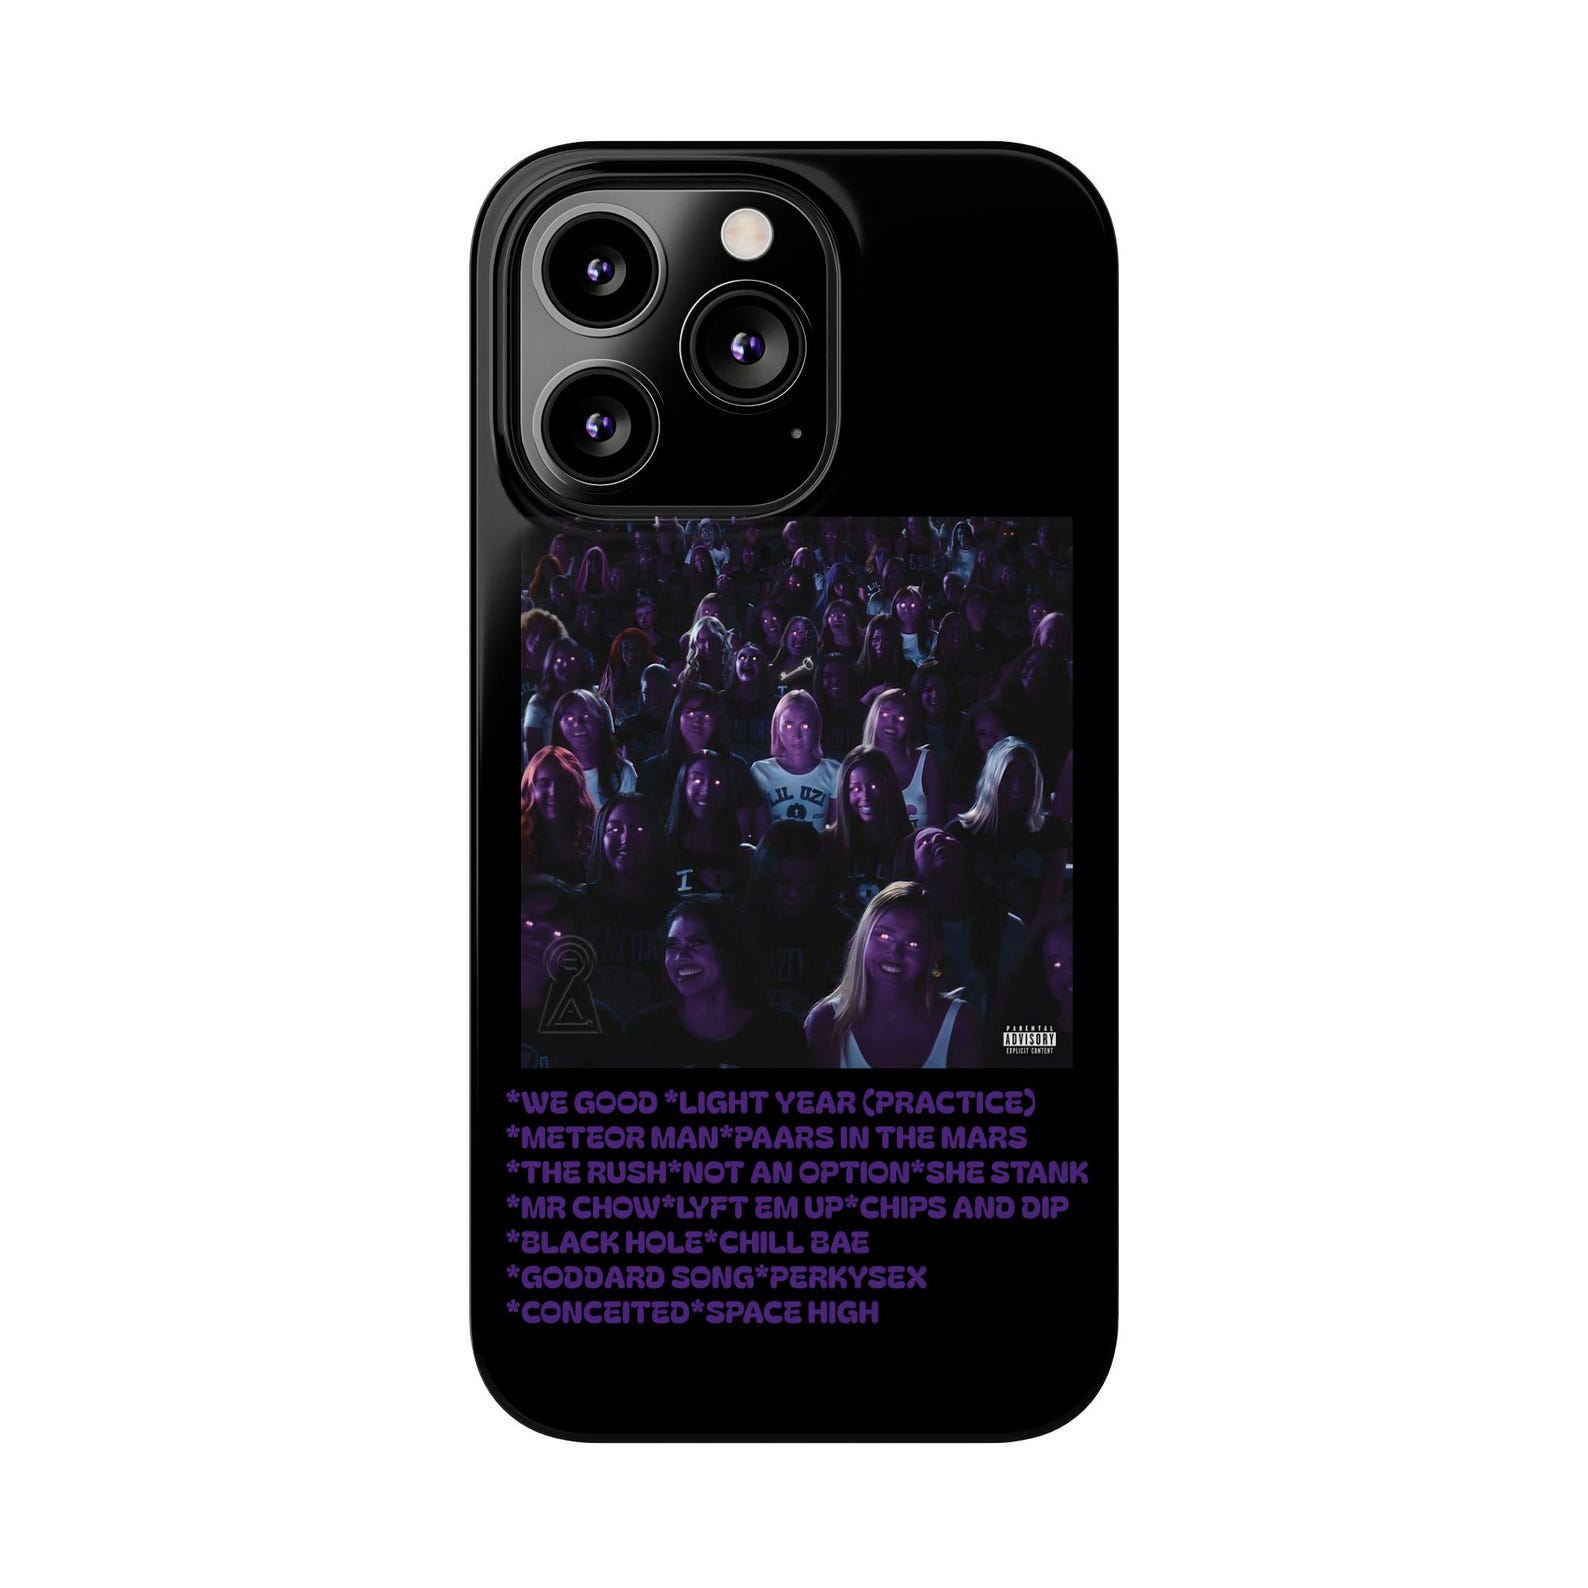 LIL UZI
I
PARENTAL
ADVISORY
EXPLICIT CONTENT
*WE GOOD *LIGHT YEAR (PRACTICE)
*METEOR MAN*PAARS IN THE MARS
*THE RUSH*NOT AN OPTION*SHE STANK
*MR CHOW*LYFT EM UP*CHIPS AND DIP
*BLACK HOLE*CHILL BAE
*GODDARD SONG*PERKYSEX
*CONCEITED*SPACE HIGH